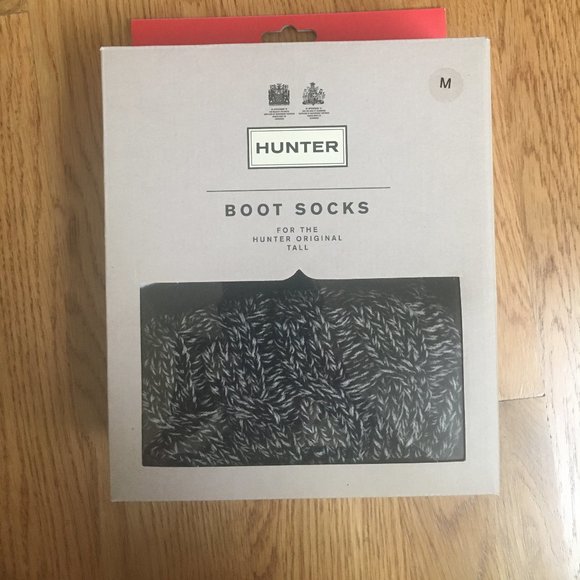 M
HUNTER
BOOT SOCKS
FOR THE
HUNTER ORIGINAL
TALL